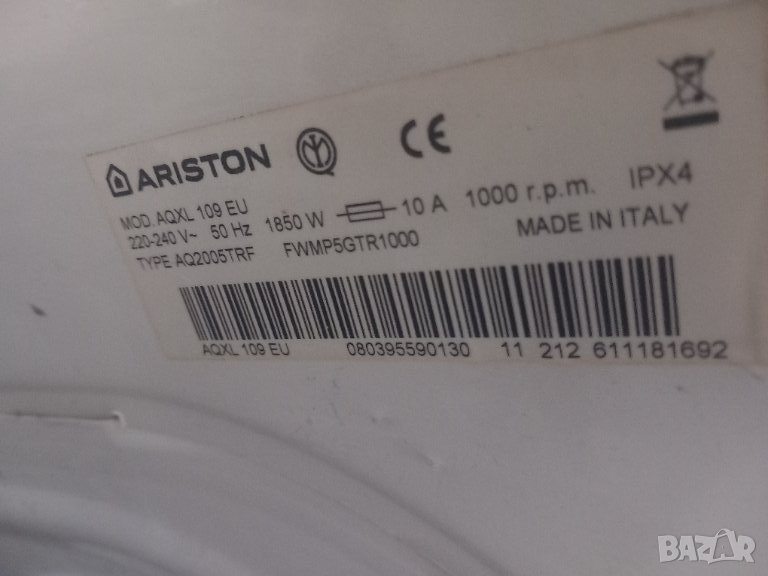 ARISTON CE
MOD. AQXL 109 EU
220-240 V~ 50 Hz 1850 W 10 A 1000 r.p.m. IPX4
TYPE AQ2005TRF FWMP5GTR1000 MADE IN ITALY
AQXL 109 EU 080395590130 11 212 611181692
BAZAR